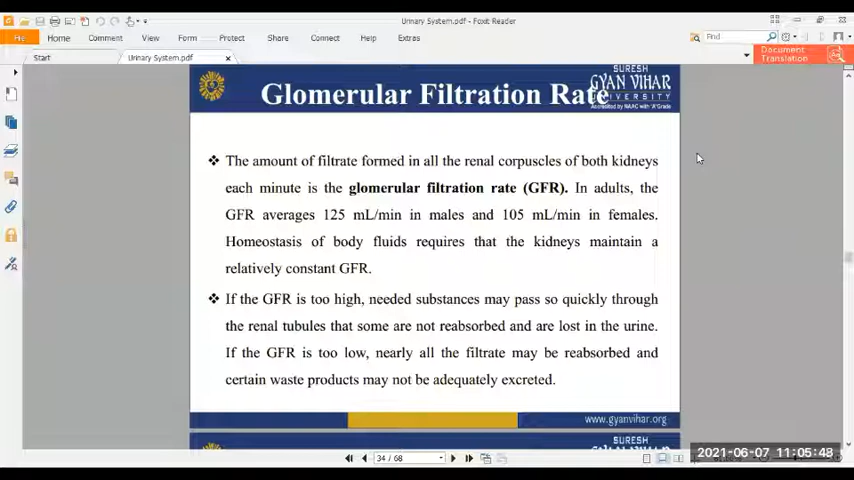 Urinary System.pdf - Foxit Reader
File Home Comment View Form Protect Share Connect Help Extras
Find
Start
Urinary System.pdf
Document
Translation
SURESH
GYAN VIHAR
UNIVERSITY
Accredited by NAAC with 'A' Grade
Glomerular Filtration Rate
❖ The amount of filtrate formed in all the renal corpuscles of both kidneys
each minute is the glomerular filtration rate (GFR). In adults, the
GFR averages 125 mL/min in males and 105 mL/min in females.
Homeostasis of body fluids requires that the kidneys maintain a
relatively constant GFR.
❖ If the GFR is too high, needed substances may pass so quickly through
the renal tubules that some are not reabsorbed and are lost in the urine.
If the GFR is too low, nearly all the filtrate may be reabsorbed and
certain waste products may not be adequately excreted.
www.gyanvihar.org
SURESH
34 / 68
2021-06-07 11:05:48